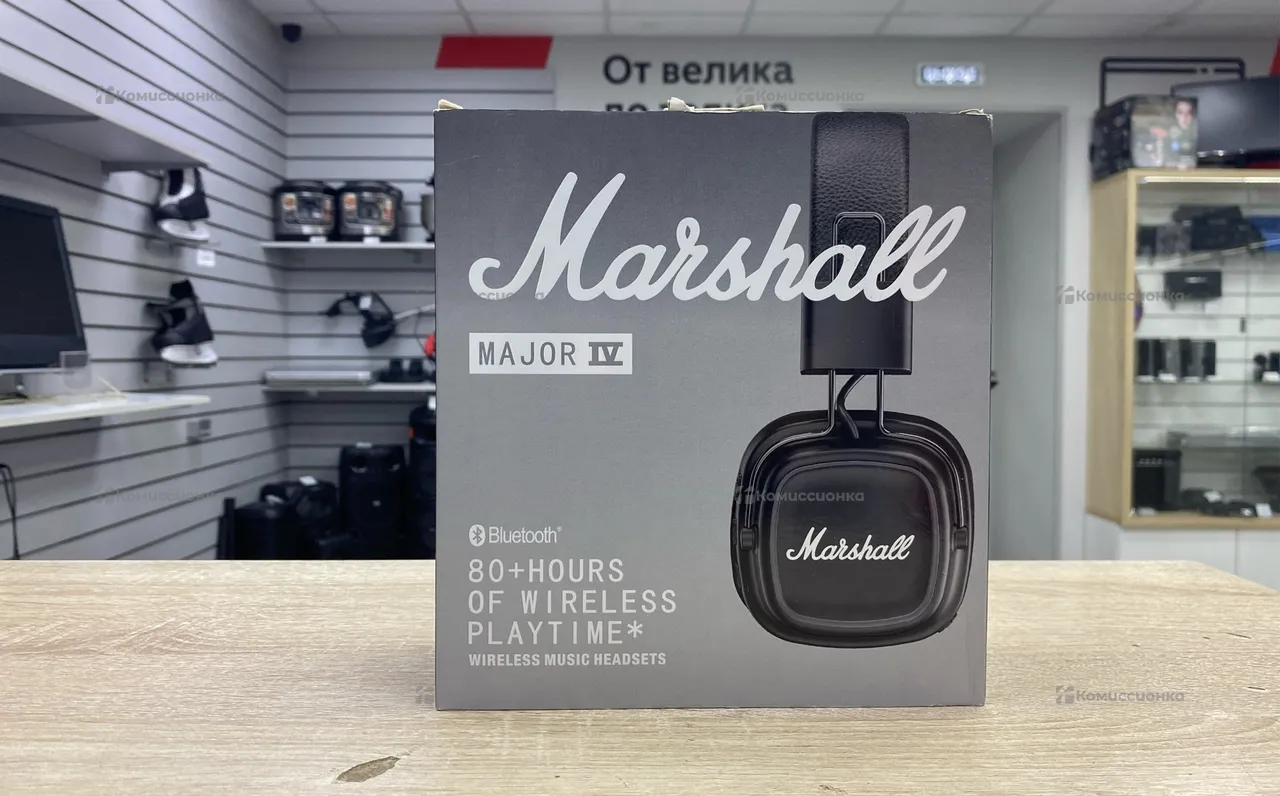 От велика
Комиссионка
Комиссионка
Marshall
Комиссионка
Комиссионка
MAJOR IV
Комиссионка
Комиссионка
Marshall
Bluetooth®
80+HOURS
OF WIRELESS
PLAYTIME*
WIRELESS MUSIC HEADSETS
Комиссионка